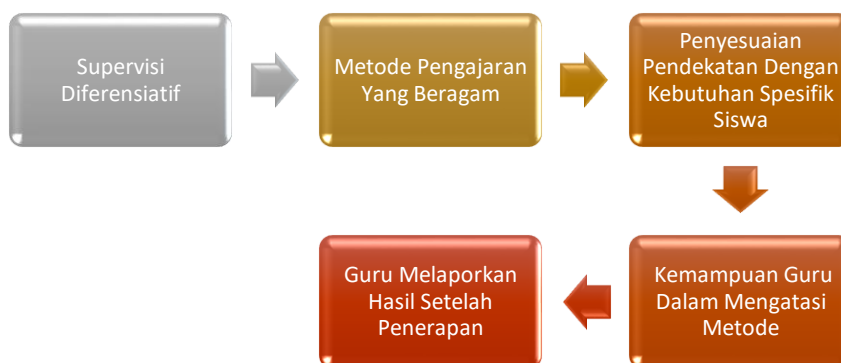 Supervisi
Diferensiatif
Metode Pengajaran
Yang Beragam
Penyesuaian
Pendekatan Dengan
Kebutuhan Spesifik
Siswa
Kemampuan Guru
Dalam Mengatasi
Metode
Guru Melaporkan
Hasil Setelah
Penerapan